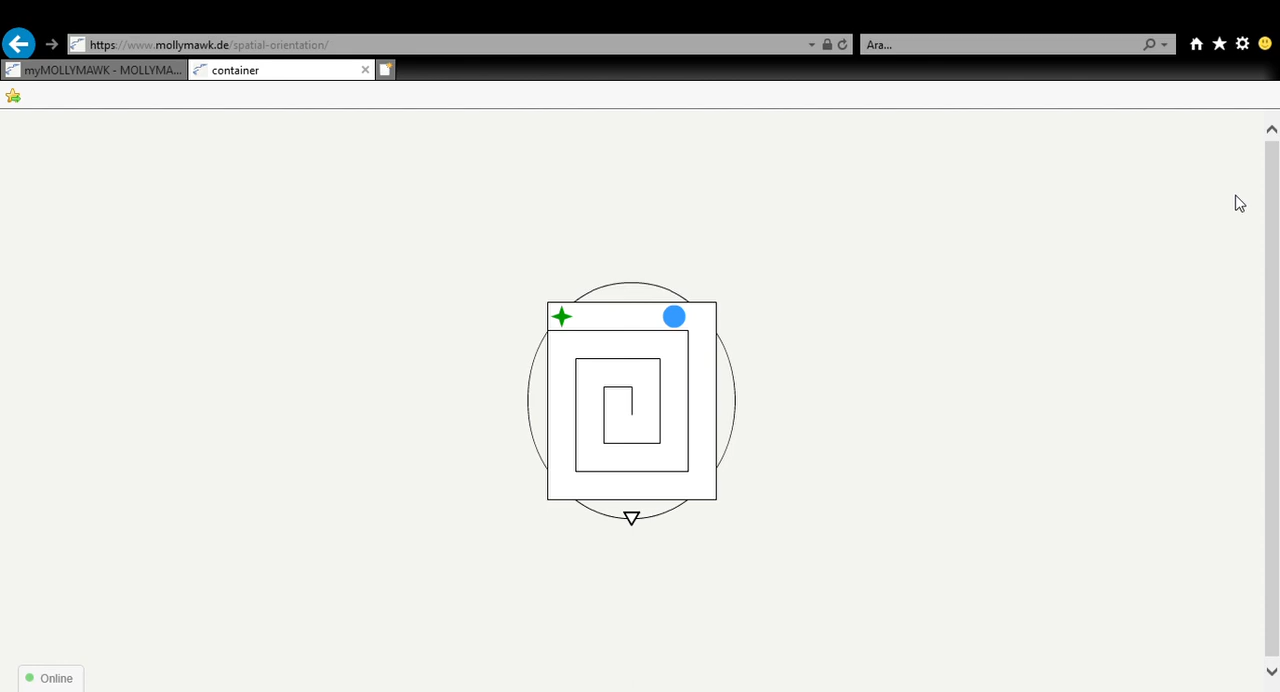 https://www.mollymawk.de/spatial-orientation/
Ara...
myMOLLYMAWK - MOLLYMA...
container
Online